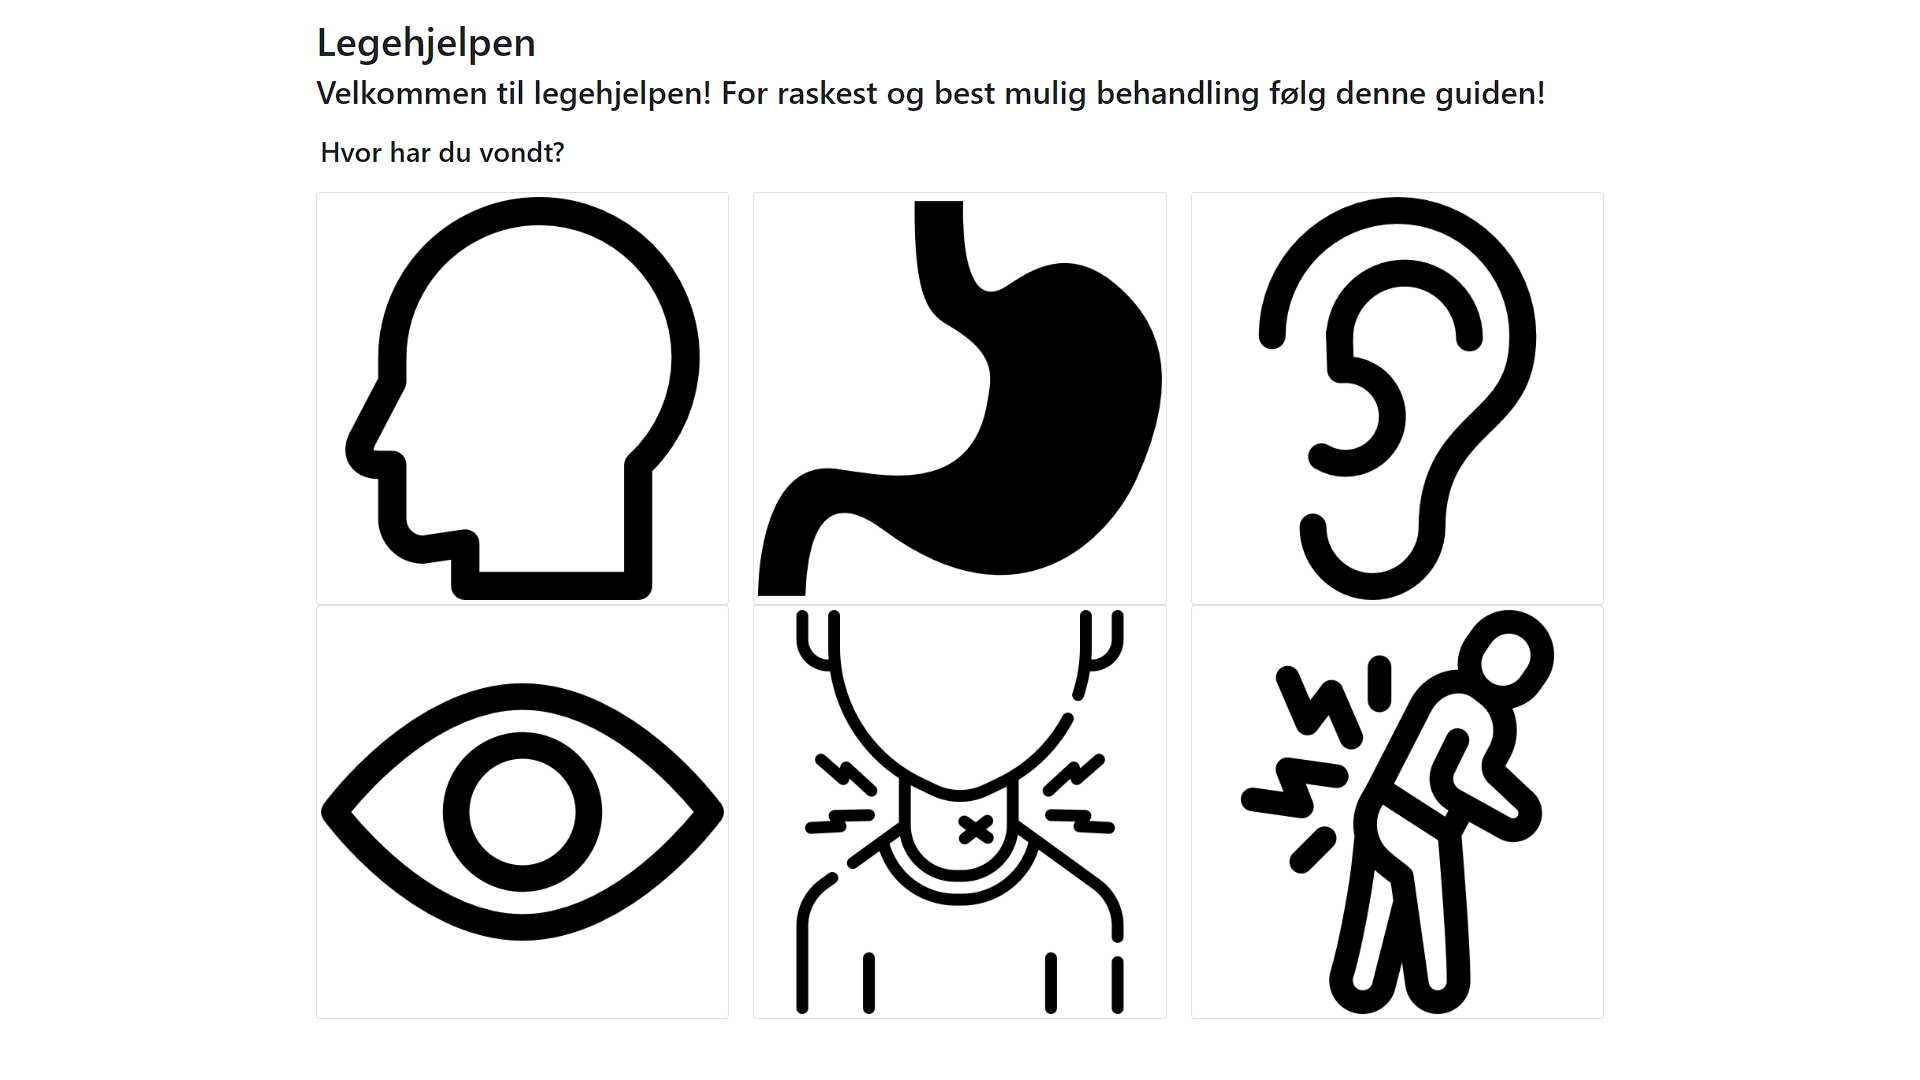 Legehjelpen
Velkommen til legehjelpen! For raskest og best mulig behandling følg denne guiden!
Hvor har du vondt?